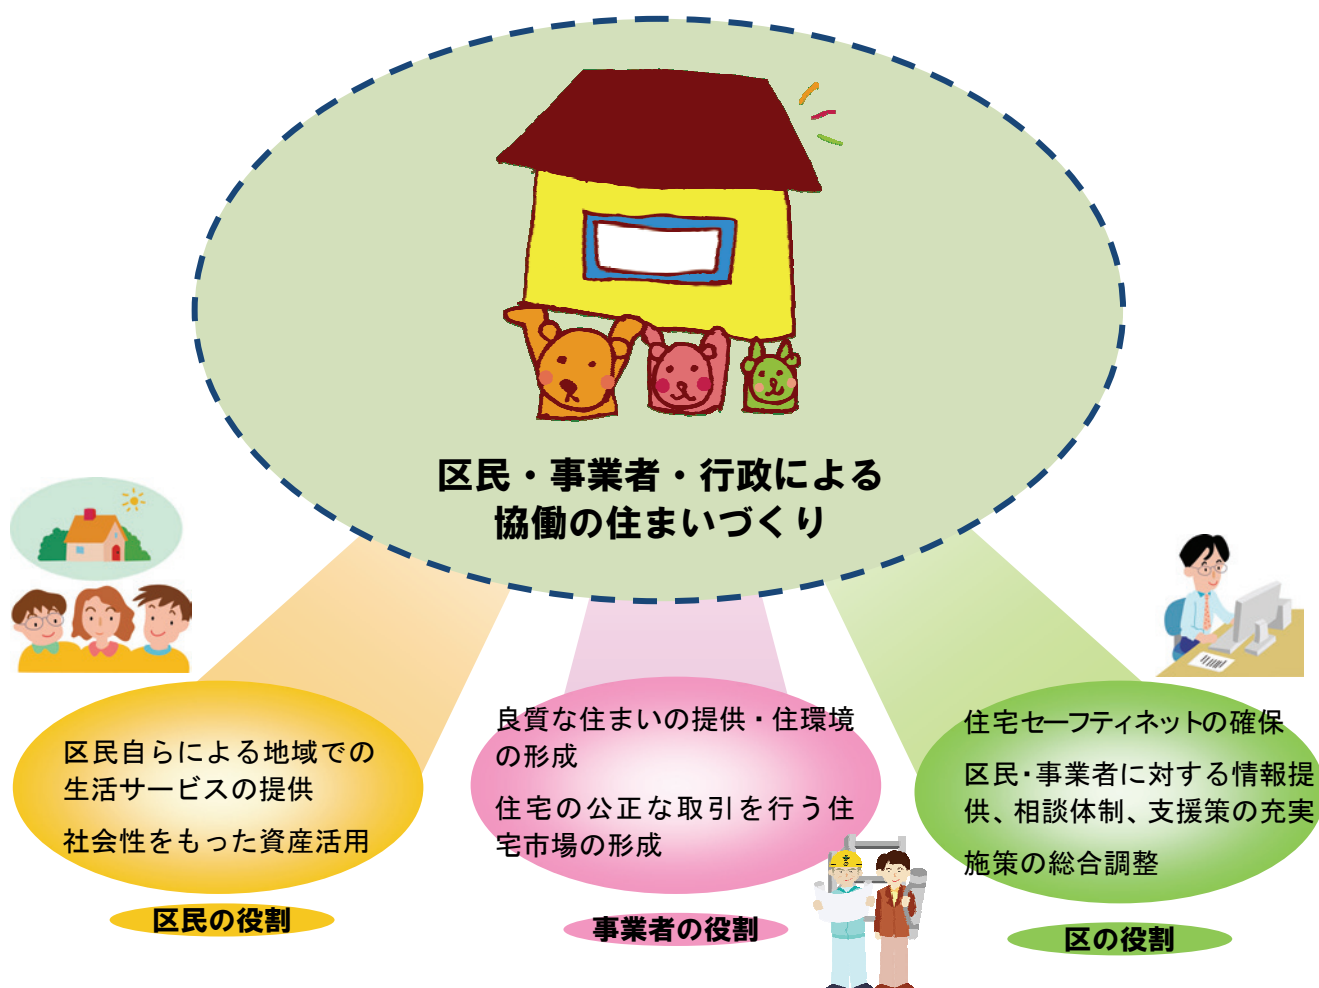 区民・事業者・行政による
協働の住まいづくり
区民自らによる地域での
生活サービスの提供
社会性をもった資産活用
区民の役割
良質な住まいの提供・住環境
の形成
住宅の公正な取引を行う住
宅市場の形成
事業者の役割
住宅セーフティネットの確保
区民・事業者に対する情報提
供、相談体制、支援策の充実
施策の総合調整
区の役割